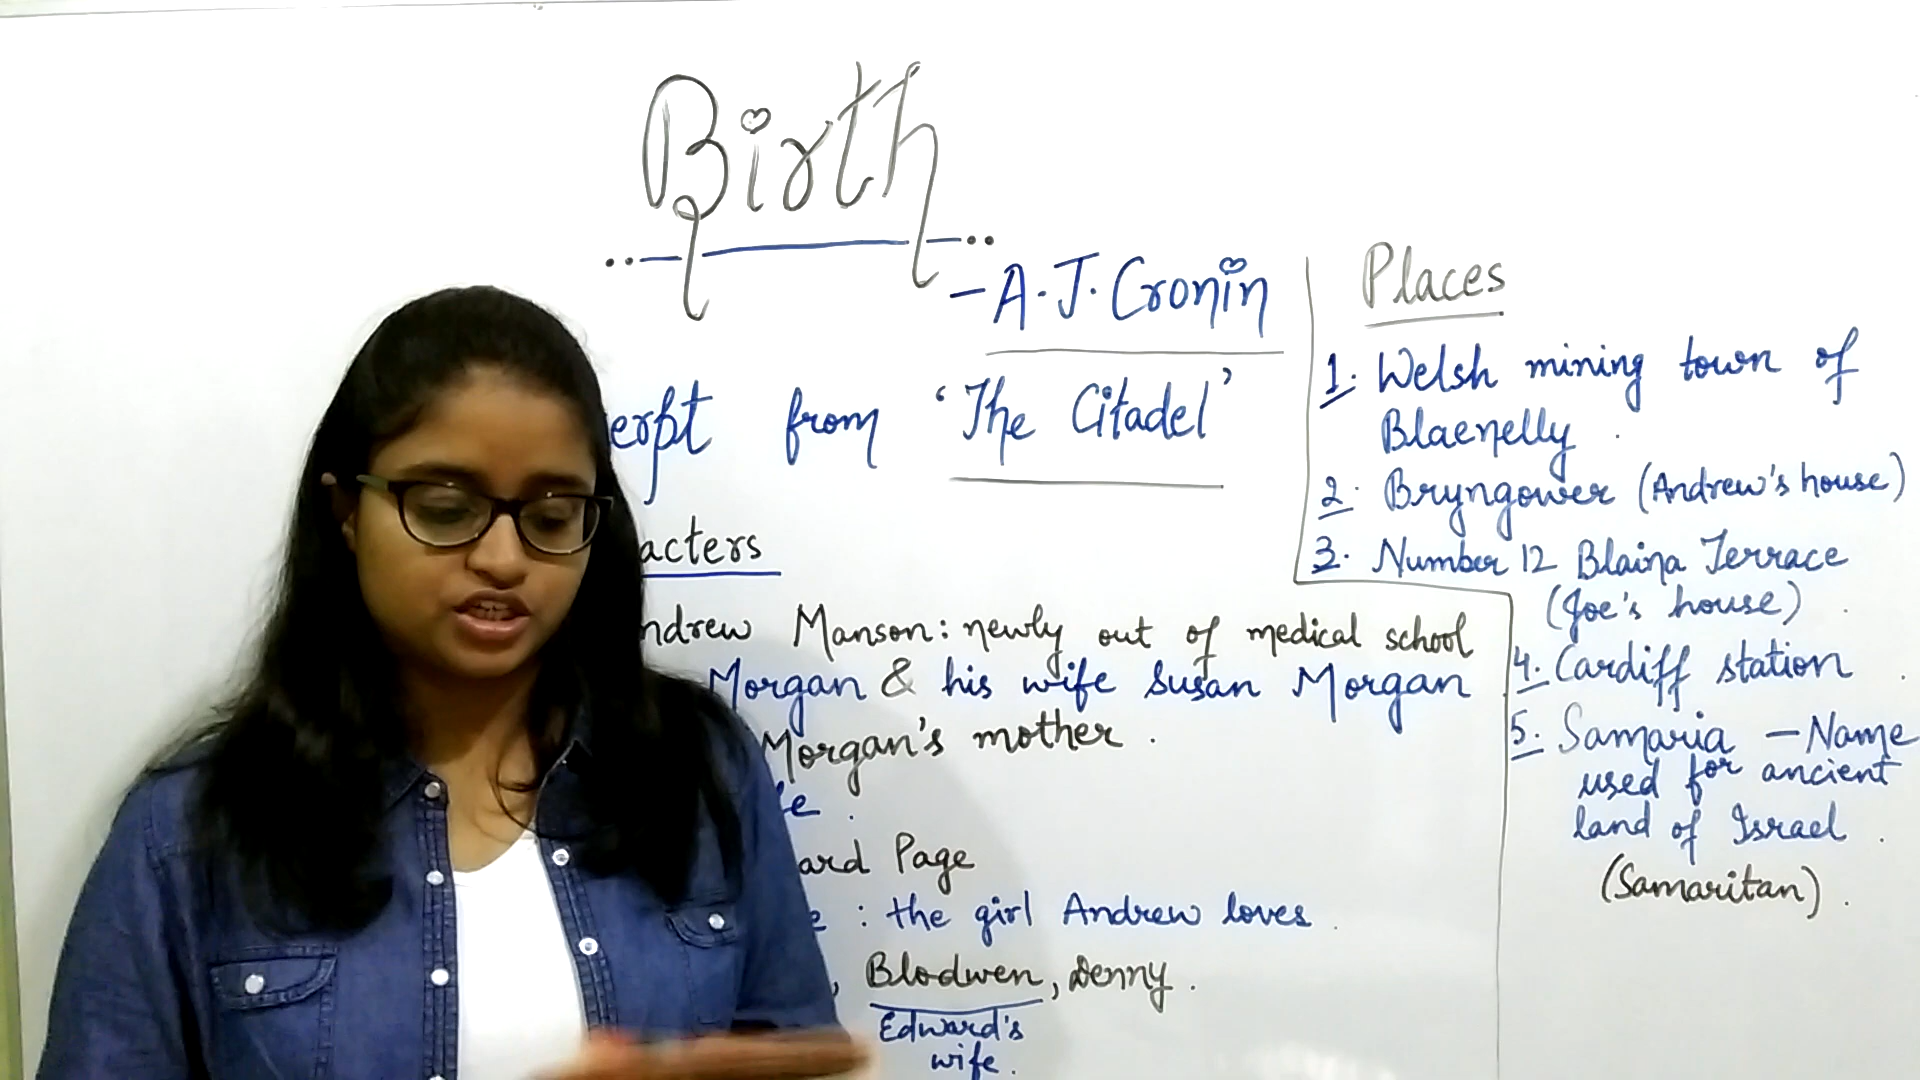 Birth
- A. J. Cronin
erpt from 'The Citadel'
acters
ndrew Manson: newly out of medical school
Morgan & his wife Susan Morgan
Morgan's mother.
fe.
ard Page
e : the girl Andrew loves.
, Blodwen, Denny.
Edward's
wife.
Places
1. Welsh mining town of
Blaenelly.
2. Bryngower (Andrew's house)
3. Number 12 Blaina Terrace
(Joe's house).
4. Cardiff station.
5. Samaria - Name
used for ancient
land of Israel.
(Samaritan).